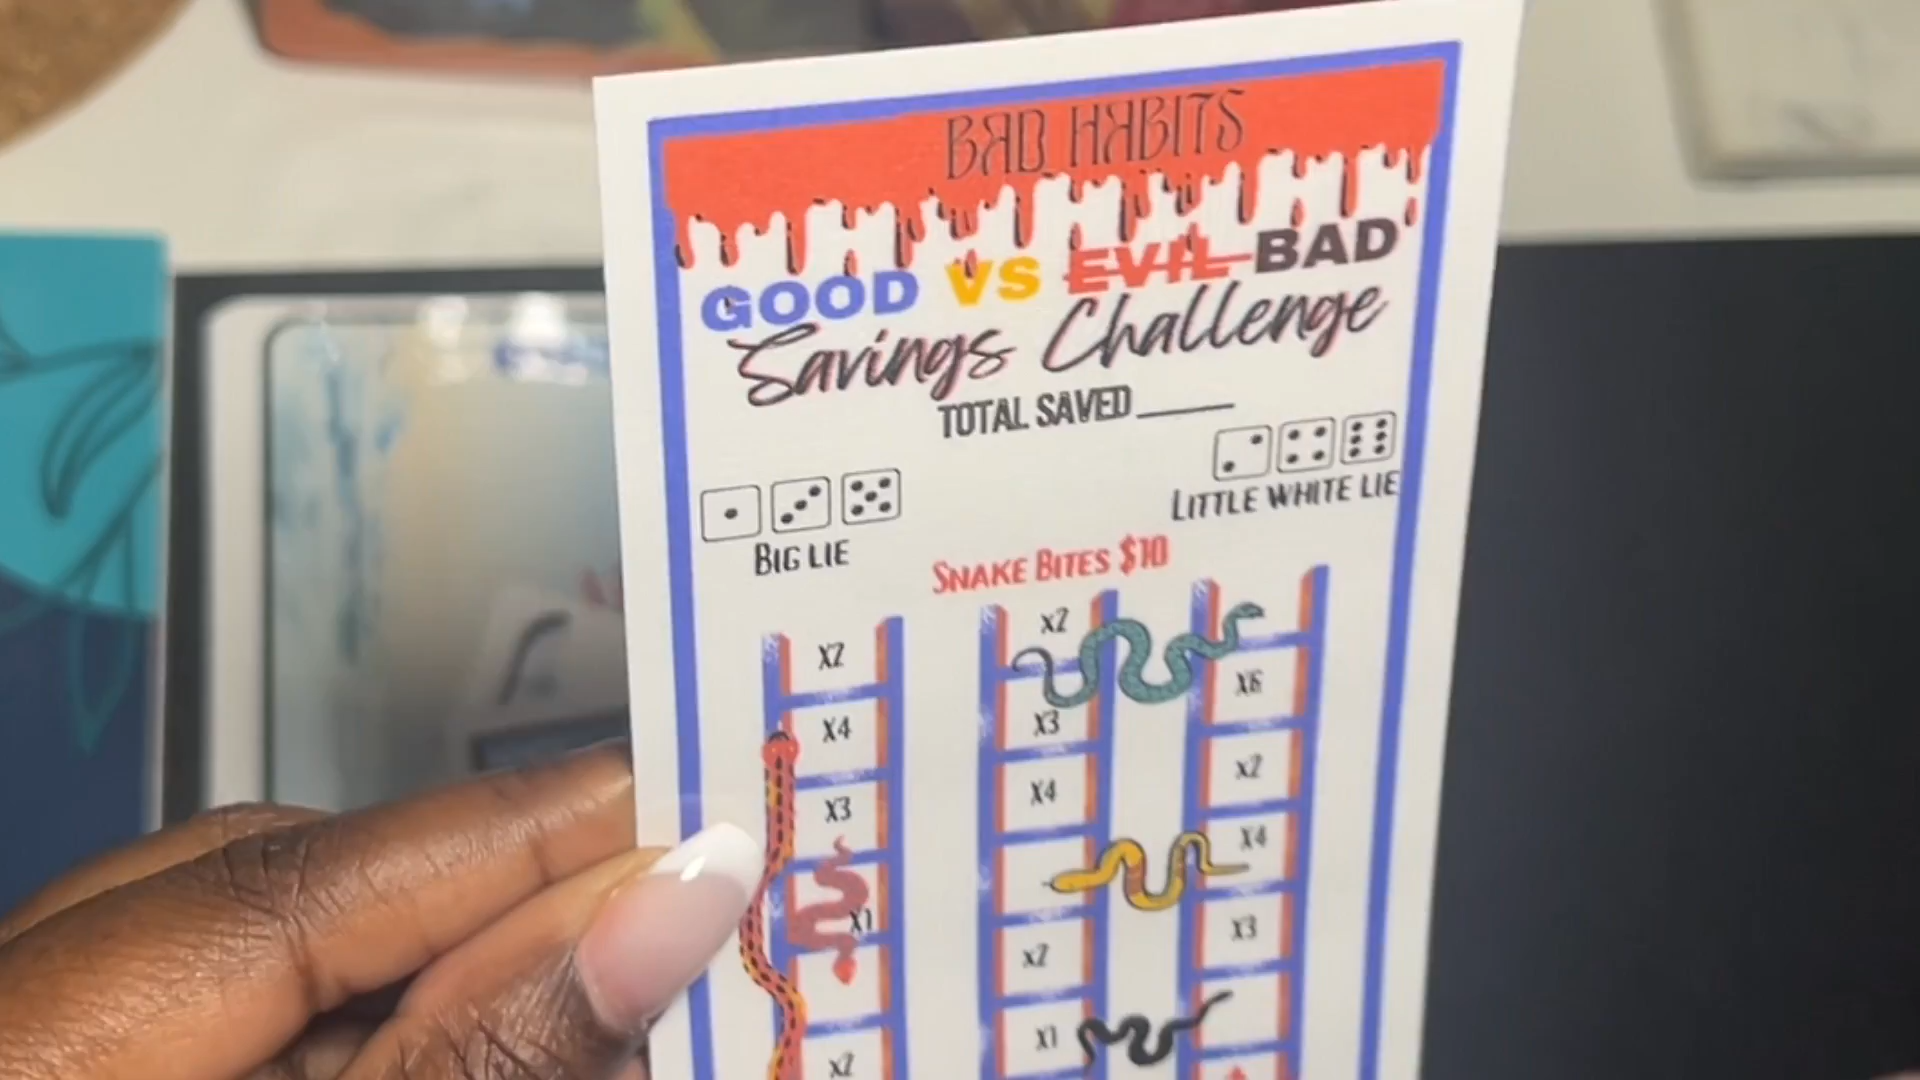 BAD HABITS
GOOD VS EVIL BAD
Savings Challenge
TOTAL SAVED_____
BIG LIE
LITTLE WHITE LIE
SNAKE BITES $10
X2
X4
X3
X1
X2
X2
X3
X4
X2
X1
X6
X2
X4
X3